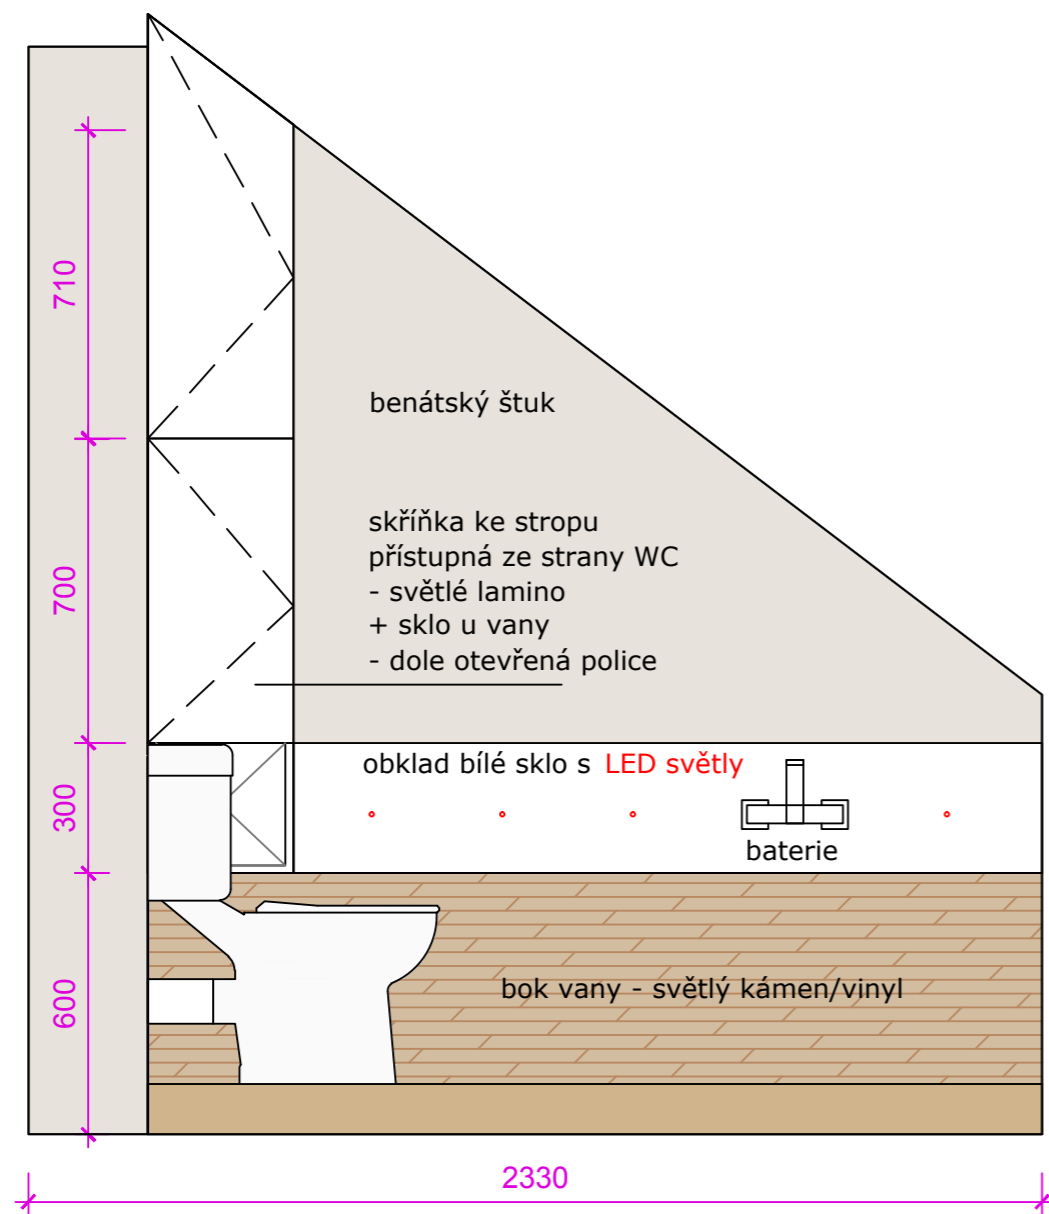 710
benátský štuk
skříňka ke stropu
přístupná ze strany WC
- světlé lamino
+ sklo u vany
- dole otevřená police
700
obklad bílé sklo s LED světly
300
baterie
bok vany - světlý kámen/vinyl
600
2330